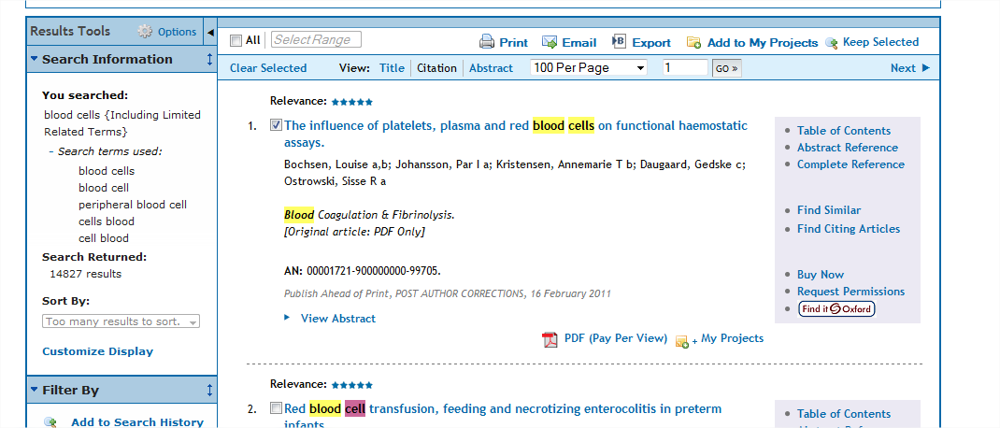 Results Tools
Options
Search Information
You searched:
blood cells {Including Limited
Related Terms}
- Search terms used:
blood cells
blood cell
peripheral blood cell
cells blood
cell blood
Search Returned:
14827 results
Sort By:
Too many results to sort.
Customize Display
Filter By
Add to Search History
All
Select Range
Print
Email
Export
Add to My Projects
Keep Selected
Clear Selected
View:
Title
Citation
Abstract
100 Per Page
1
GO »
Next
Relevance:
1.
The influence of platelets, plasma and red blood cells on functional haemostatic
assays.
Bochsen, Louise a,b; Johansson, Par I a; Kristensen, Annemarie T b; Daugaard, Gedske c;
Ostrowski, Sisse R a
Blood Coagulation & Fibrinolysis.
[Original article: PDF Only]
AN: 00001721-900000000-99705.
Publish Ahead of Print, POST AUTHOR CORRECTIONS, 16 February 2011
View Abstract
PDF (Pay Per View)
+ My Projects
Table of Contents
Abstract Reference
Complete Reference
Find Similar
Find Citing Articles
Buy Now
Request Permissions
Find it Oxford
Relevance:
2.
Red blood cell transfusion, feeding and necrotizing enterocolitis in preterm
infants
Table of Contents